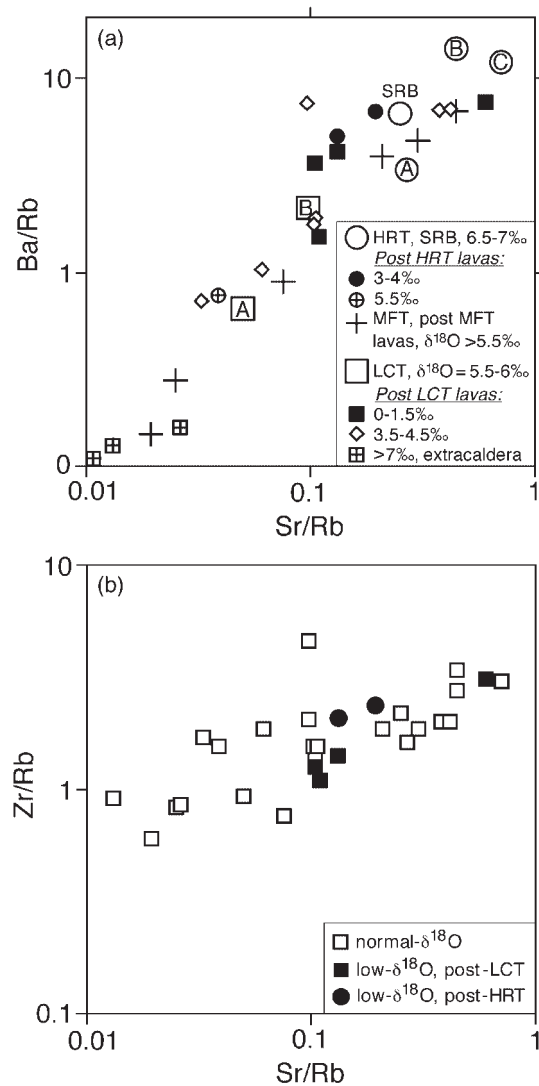 (a)
B
C
10
SRB
A
B
Ba/Rb
HRT, SRB, 6.5-7‰
Post HRT lavas:
1
3-4‰
5.5‰
MFT, post MFT
A
lavas, δ18O >5.5‰
LCT, δ18O = 5.5-6‰
Post LCT lavas:
0-1.5‰
3.5-4.5‰
>7‰, extracaldera
0
0.01
0.1
1
Sr/Rb
10
(b)
Zr/Rb
1
normal-δ18O
low-δ18O, post-LCT
low-δ18O, post-HRT
0.1
0.01
0.1
1
Sr/Rb